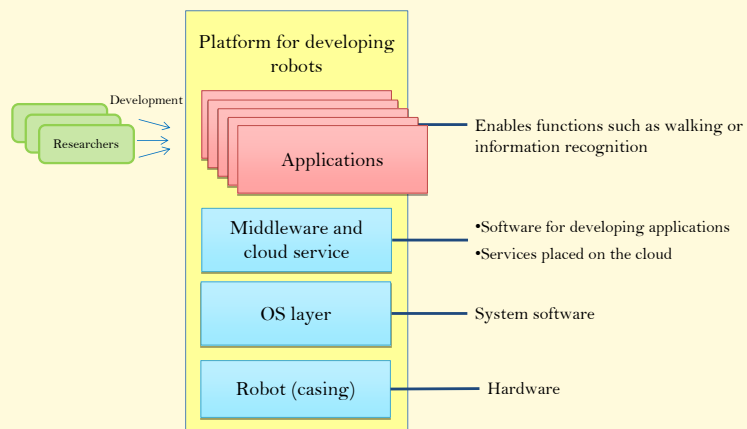 Platform for developing
robots
Development
Researchers
Applications
Enables functions such as walking or
information recognition
Middleware and
cloud service
•Software for developing applications
•Services placed on the cloud
OS layer
System software
Robot (casing)
Hardware